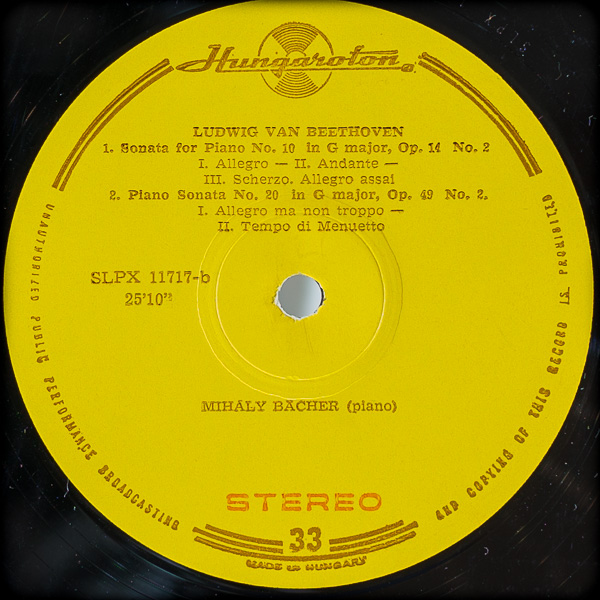 Hungaroton
LUDWIG VAN BEETHOVEN
1. Sonata for Piano No. 10 in G major, Op. 14 No. 2
I. Allegro — II. Andante —
III. Scherzo. Allegro assai
2. Piano Sonata No. 20 in G major, Op. 49 No. 2.
I. Allegro ma non troppo —
II. Tempo di Menuetto
SLPX 11717-b
25'10"
MIHÁLY BÄCHER (piano)
STEREO
33
MADE IN HUNGARY
UNAUTHORIZED PUBLIC PERFORMANCE BROADCASTING
AND COPYING OF THIS RECORD IS PROHIBITED